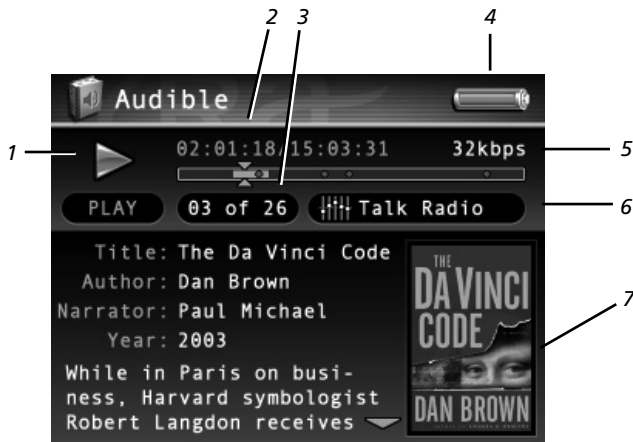 2 3 4
Audible
1
02:01:18/15:03:31 32kbps 5
PLAY 03 of 26 Talk Radio 6
Title: The Da Vinci Code
Author: Dan Brown
Narrator: Paul Michael
Year: 2003
While in Paris on busi-
ness, Harvard symbologist
Robert Langdon receives
THE
DA VINCI
CODE
DAN BROWN
7